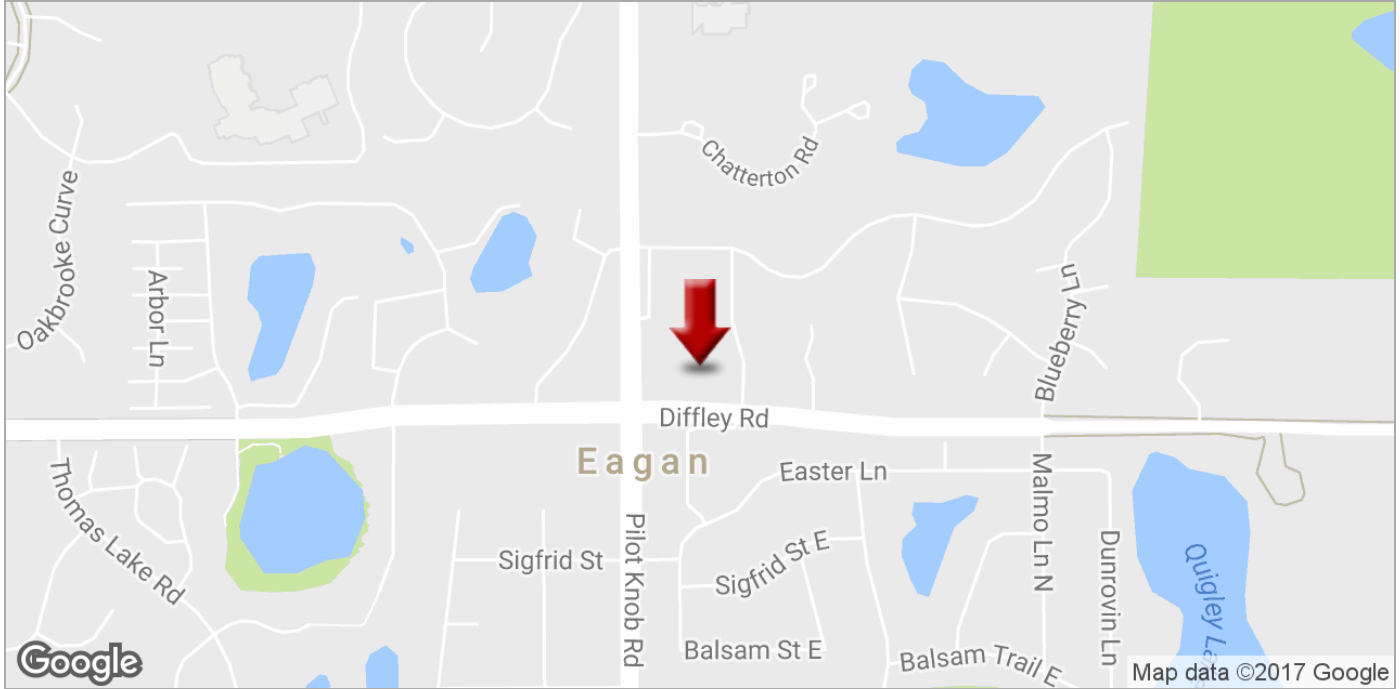 Chatterton Rd
Oakbrooke Curve
Arbor Ln
Blueberry Ln
Diffley Rd
Eagan
Easter Ln
Thomas Lake Rd
Malmo Ln N
Pilot Knob Rd
Sigfrid St
Sigfrid St E
Dunrovin Ln
Quigley
Balsam St E
Balsam Trail E
Google
Map data ©2017 Google